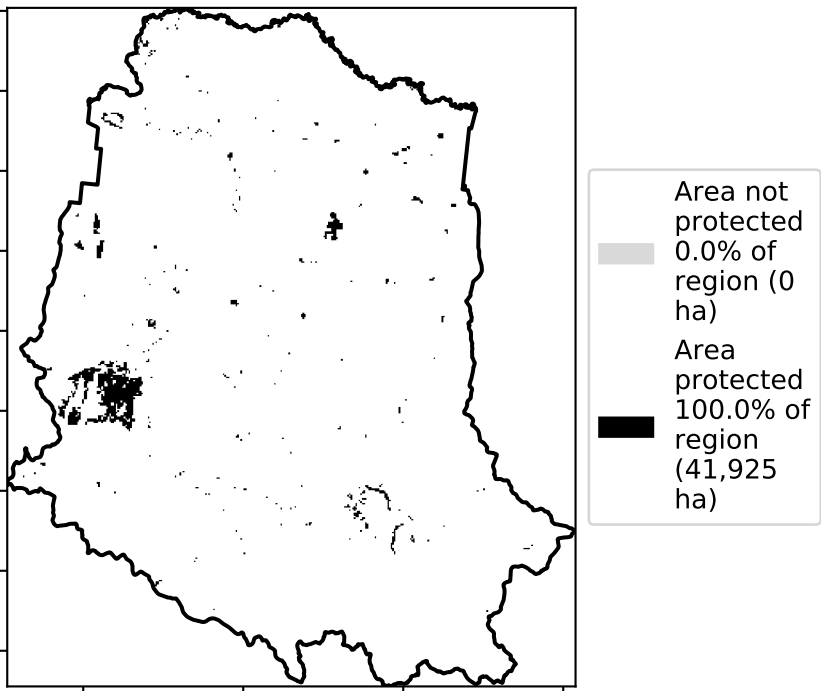 Area not
protected
0.0% of
region (0
ha)
Area
protected
100.0% of
region
(41,925
ha)